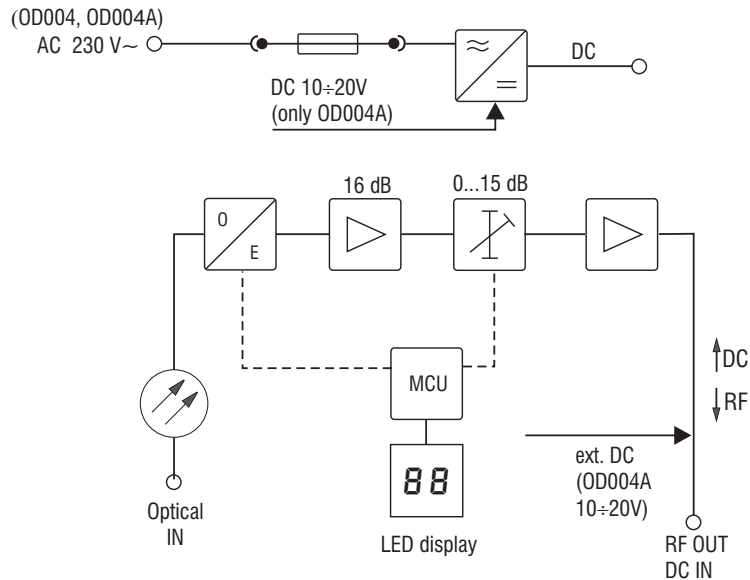 (OD004, OD004A)
AC 230 V~
DC
DC 10÷20V
(only OD004A)
16 dB
0...15 dB
O
E
MCU
DC
RF
88
ext. DC
(OD004A
10÷20V)
Optical
IN
LED display
RF OUT
DC IN